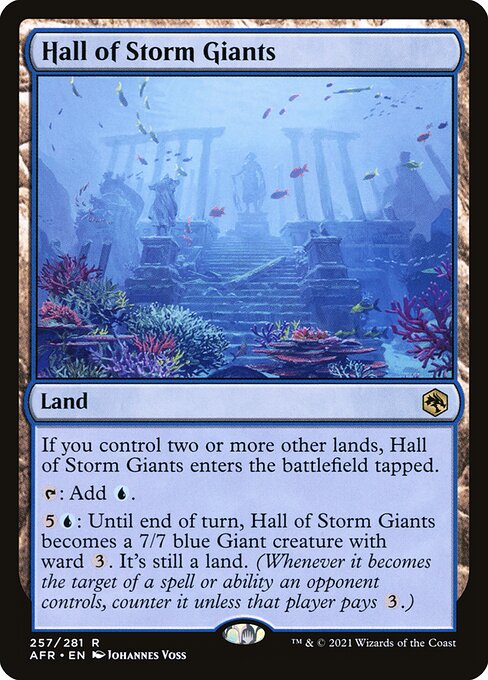 Hall of Storm Giants
Land
If you control two or more other lands, Hall
of Storm Giants enters the battlefield tapped.
: Add .
5 : Until end of turn, Hall of Storm Giants
becomes a 7/7 blue Giant creature with
ward 3. It's still a land. (Whenever it becomes
the target of a spell or ability an opponent
controls, counter it unless that player pays 3.)
257/281 R
AFR • EN Johannes Voss
™ & © 2021 Wizards of the Coast